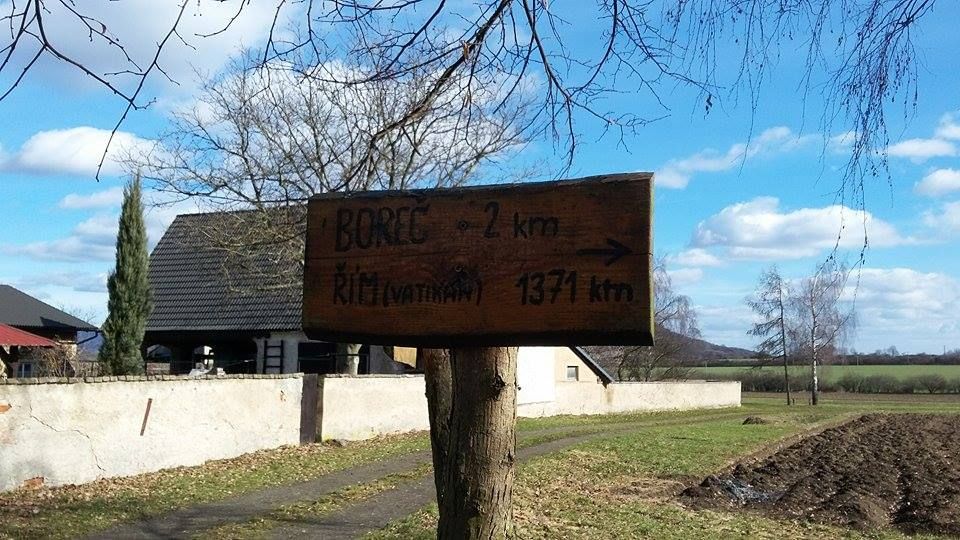 BOREČ • 2 km
ŘÍM (VATIKÁN) 1371 km